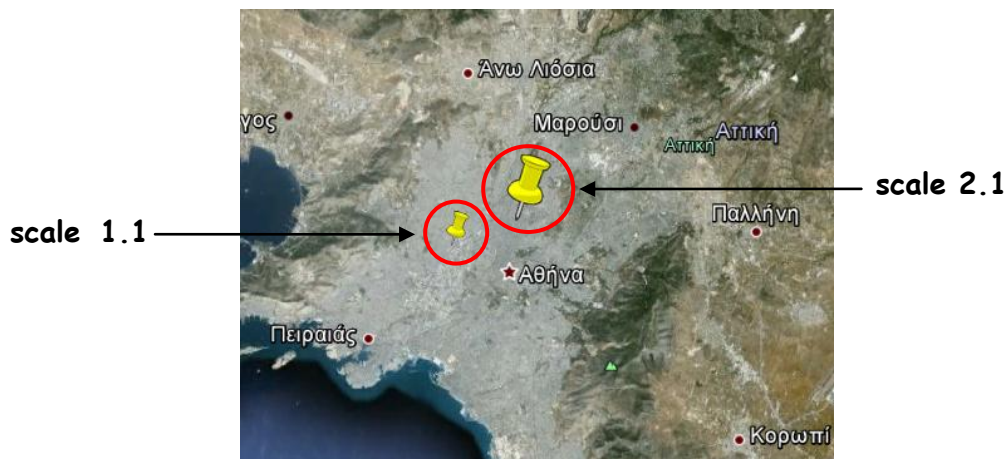 Άνω Λιόσια
γος
Μαρούσι
Αττική
Αττική
scale 2.1
Παλλήνη
scale 1.1
Αθήνα
Πειραιάς
Κορωπί